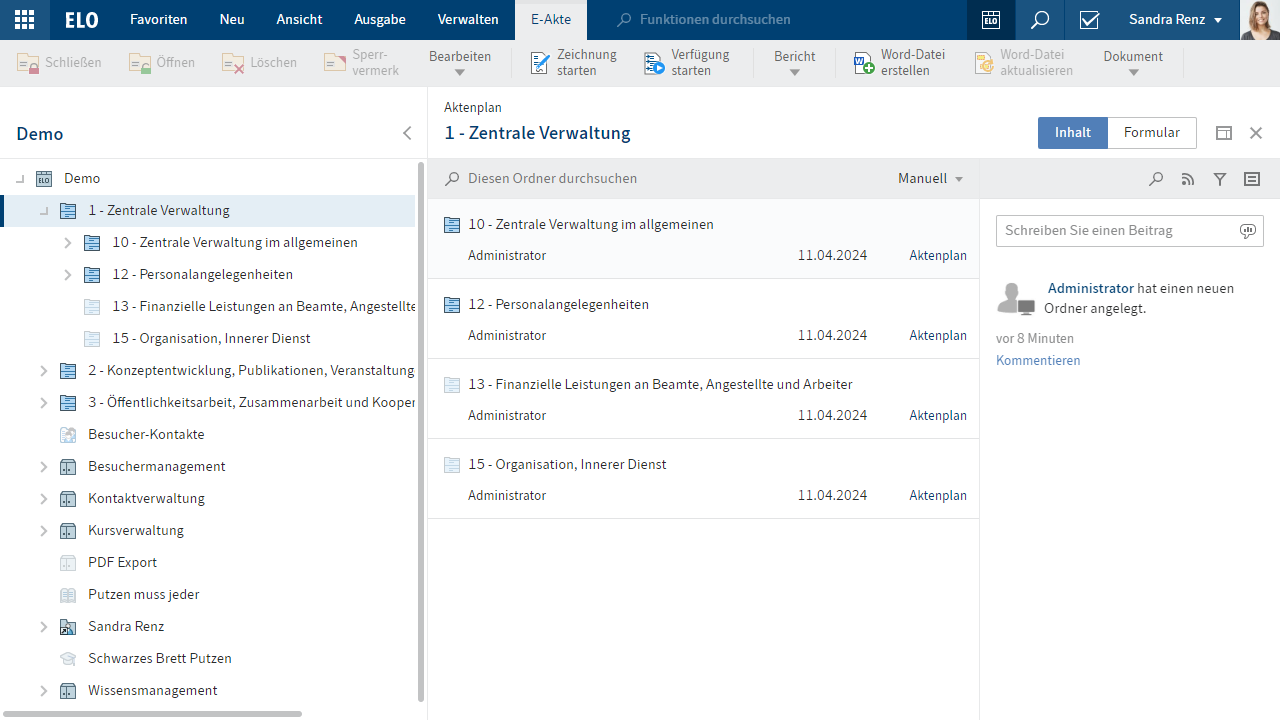 ELO
Favoriten
Neu
Ansicht
Ausgabe
Verwalten
E-Akte
Funktionen durchsuchen
ELO
Sandra Renz
Schließen
Öffnen
Löschen
Sperr-
vermerk
Bearbeiten
Zeichnung
starten
Verfügung
starten
Bericht
Word-Datei
erstellen
Word-Datei
aktualisieren
Dokument
Demo
Aktenplan
1 - Zentrale Verwaltung
Inhalt
Formular
ELO
Demo
1 - Zentrale Verwaltung
10 - Zentrale Verwaltung im allgemeinen
12 - Personalangelegenheiten
13 - Finanzielle Leistungen an Beamte, Angestellte
15 - Organisation, Innerer Dienst
2 - Konzeptentwicklung, Publikationen, Veranstaltung
3 - Öffentlichkeitsarbeit, Zusammenarbeit und Kooper
Besucher-Kontakte
Besuchermanagement
Kontaktverwaltung
Kursverwaltung
PDF Export
Putzen muss jeder
Sandra Renz
Schwarzes Brett Putzen
Wissensmanagement
Diesen Ordner durchsuchen
Manuell
10 - Zentrale Verwaltung im allgemeinen
Administrator 11.04.2024 Aktenplan
12 - Personalangelegenheiten
Administrator 11.04.2024 Aktenplan
13 - Finanzielle Leistungen an Beamte, Angestellte und Arbeiter
Administrator 11.04.2024 Aktenplan
15 - Organisation, Innerer Dienst
Administrator 11.04.2024 Aktenplan
Schreiben Sie einen Beitrag
Administrator hat einen neuen
Ordner angelegt.
vor 8 Minuten
Kommentieren